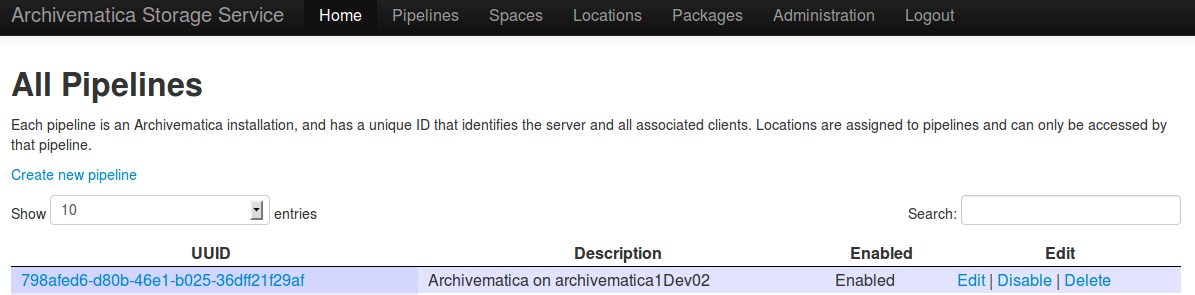 Archivematica Storage Service Home Pipelines Spaces Locations Packages Administration Logout
All Pipelines
Each pipeline is an Archivematica installation, and has a unique ID that identifies the server and all associated clients. Locations are assigned to pipelines and can only be accessed by
that pipeline.
Create new pipeline
Show 10 entries Search:
UUID Description Enabled Edit
798afed6-d80b-46e1-b025-36dff21f29af Archivematica on archivematica1Dev02 Enabled Edit | Disable | Delete